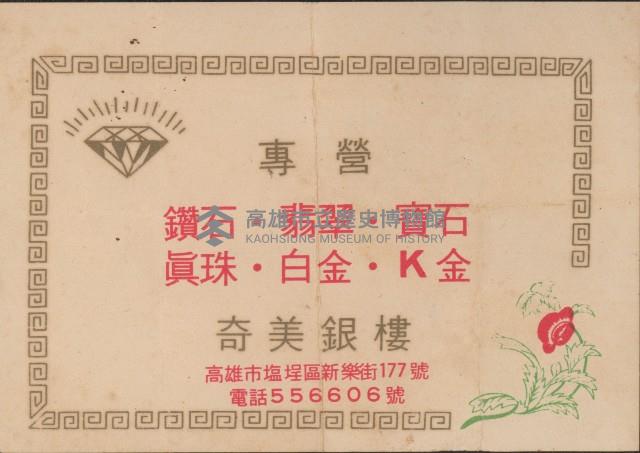 專營
鑽石・翡翠・寶石
高雄市立歷史博物館
KAOHSIUNG MUSEUM OF HISTORY
眞珠・白金・K金
奇美銀樓
高雄市塩埕區新樂街177號
電話556606號